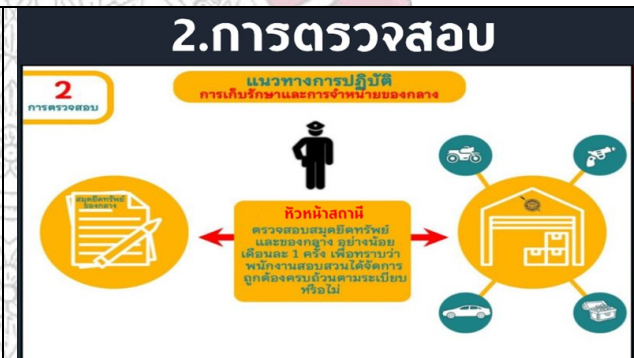 2.การตรวจสอบ
2
การตรวจสอบ
แนวทางการปฏิบัติ
การเก็บรักษาและการจำหน่ายของกลาง
สมุดยึดทรัพย์
ของกลาง
หัวหน้าสถานี
ตรวจสอบสมุดยึดทรัพย์
และของกลาง อย่างน้อย
เดือนละ 1 ครั้ง เพื่อทราบว่า
พนักงานสอบสวนได้จัดการ
ถูกต้องครบถ้วนตามระเบียบ
หรือไม่